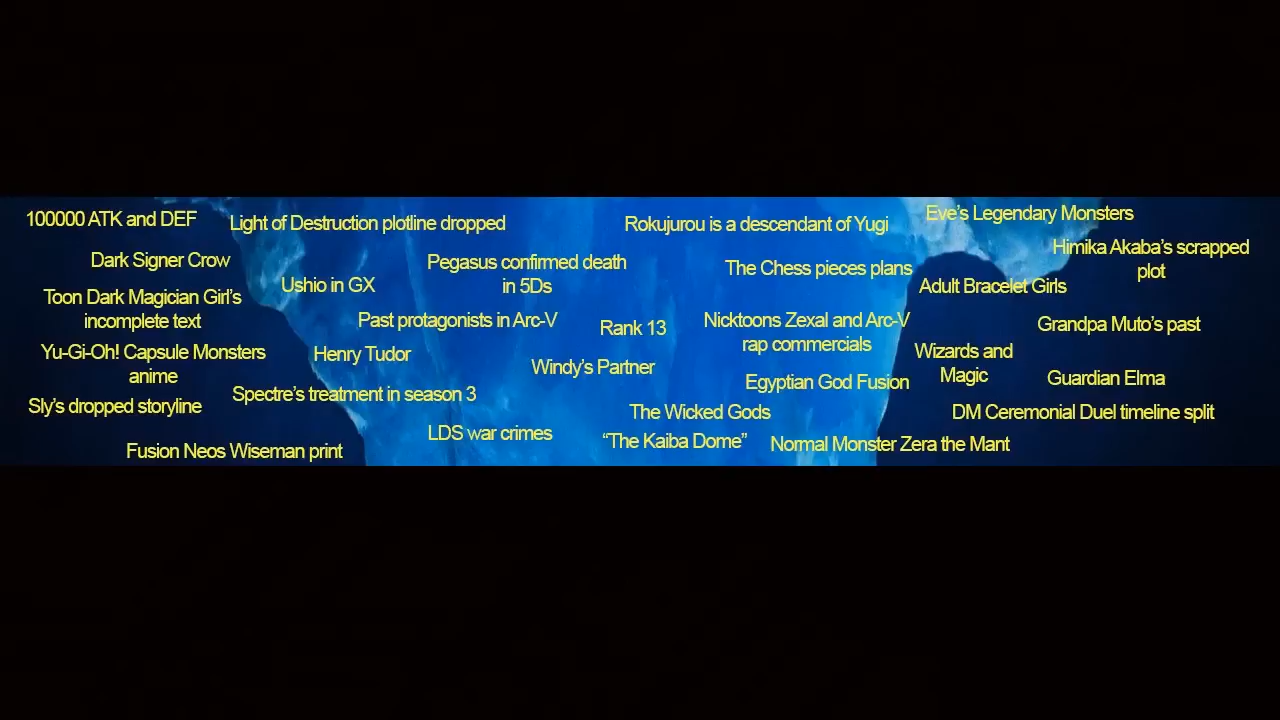 100000 ATK and DEF
Light of Destruction plotline dropped
Rokujurou is a descendant of Yugi
Eve’s Legendary Monsters
Dark Signer Crow
Pegasus confirmed death
in 5Ds
The Chess pieces plans
Himika Akaba’s scrapped
plot
Toon Dark Magician Girl’s
incomplete text
Ushio in GX
Adult Bracelet Girls
Past protagonists in Arc-V
Rank 13
Nicktoons Zexal and Arc-V
rap commercials
Grandpa Muto’s past
Yu-Gi-Oh! Capsule Monsters
anime
Henry Tudor
Windy’s Partner
Wizards and
Magic
Egyptian God Fusion
Guardian Elma
Sly’s dropped storyline
Spectre’s treatment in season 3
The Wicked Gods
DM Ceremonial Duel timeline split
Fusion Neos Wiseman print
LDS war crimes
“The Kaiba Dome”
Normal Monster Zera the Mant